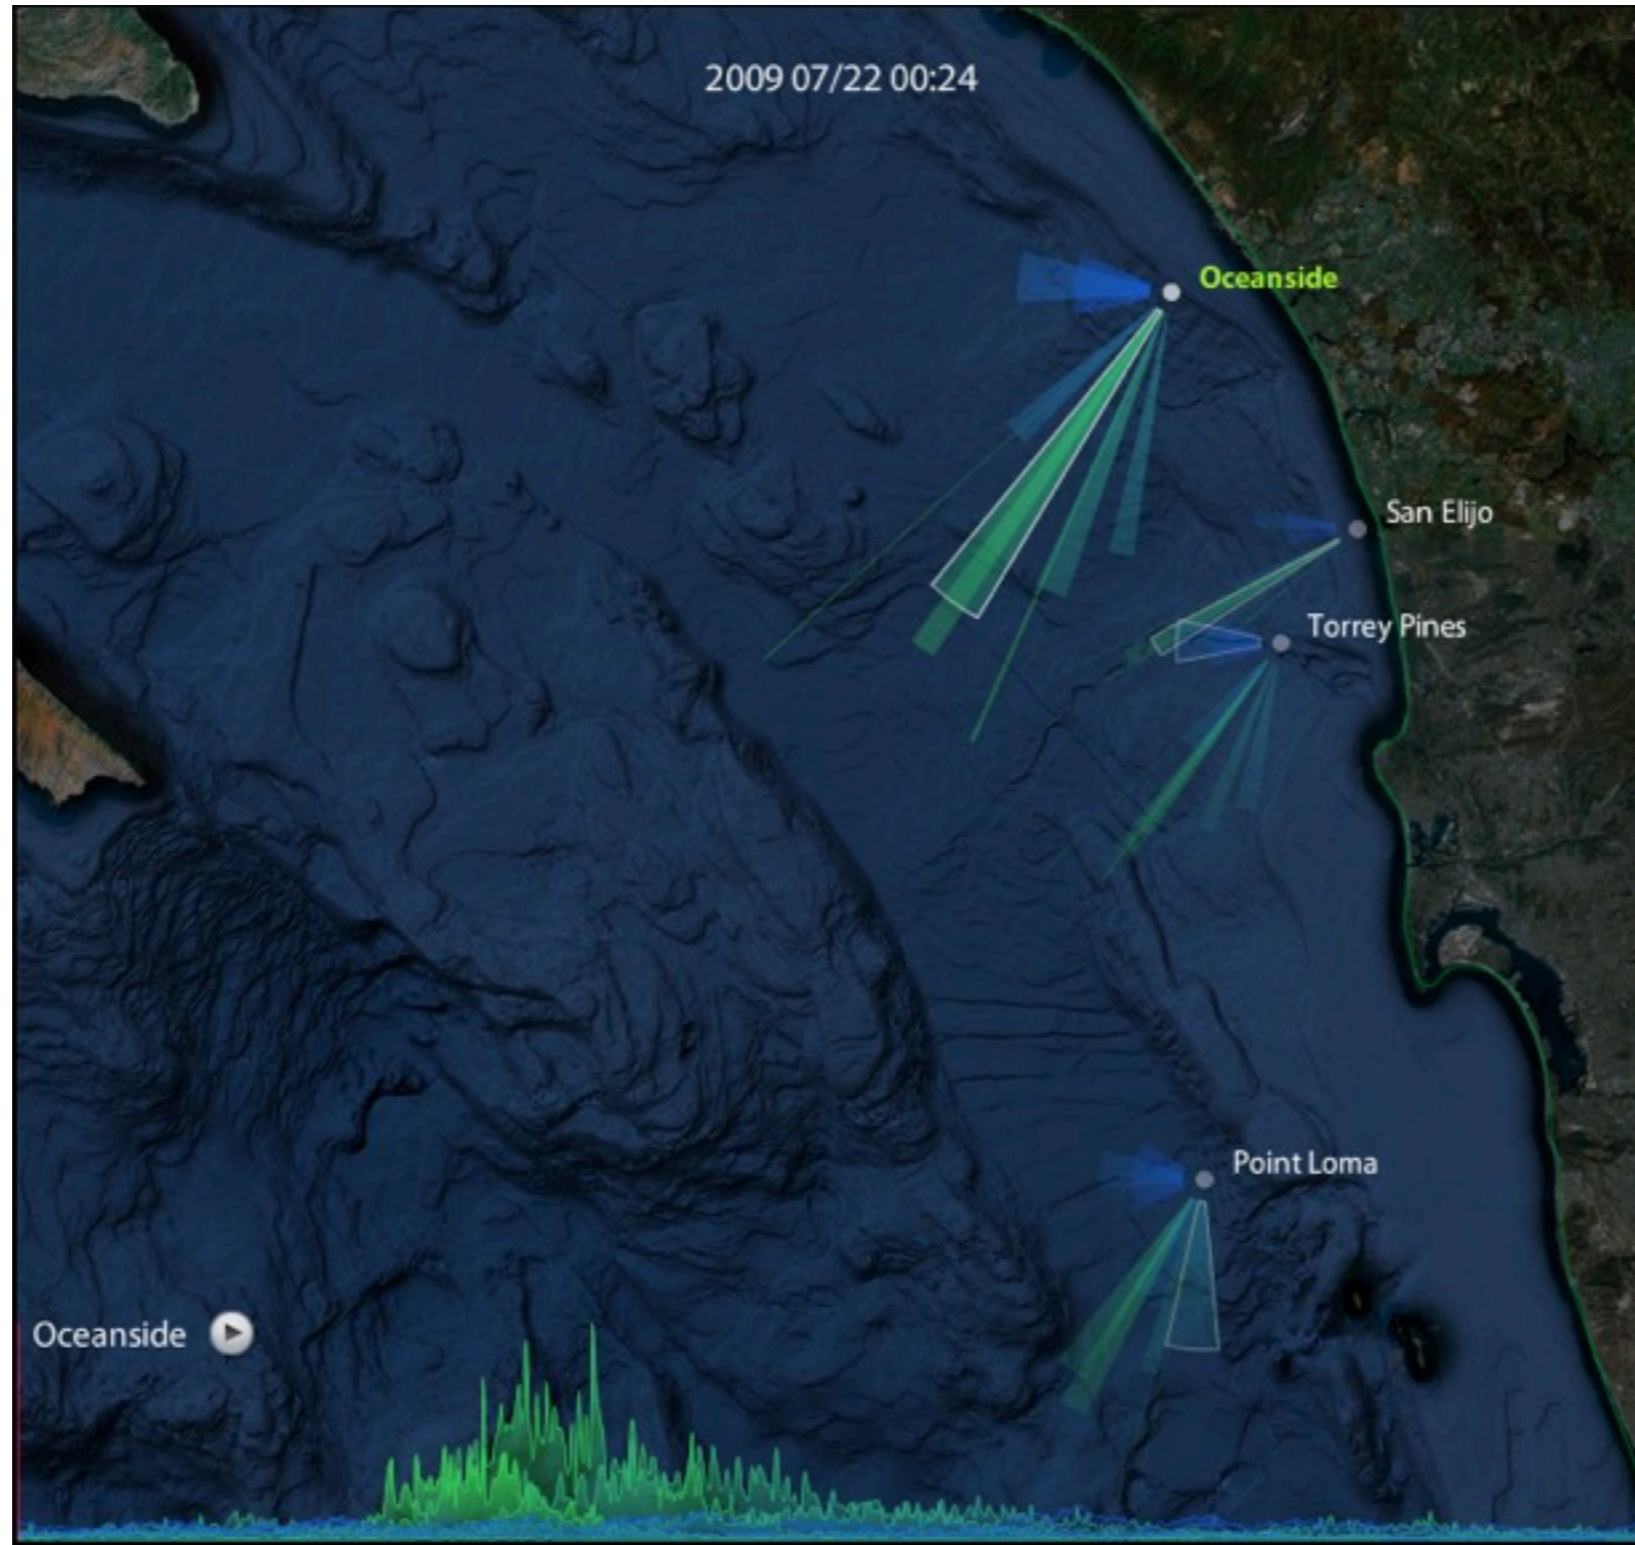 2009 07/22 00:24
Oceanside
San Elijo
Torrey Pines
Point Loma
Oceanside